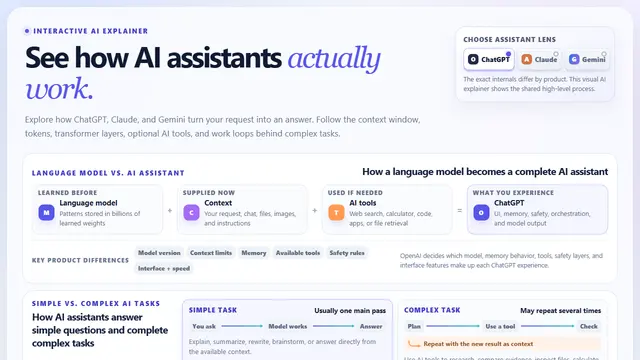 INTERACTIVE AI EXPLAINER
See how AI assistants actually
work.
Explore how ChatGPT, Claude, and Gemini turn your request into an answer. Follow the context window,
tokens, transformer layers, optional AI tools, and work loops behind complex tasks.
CHOOSE ASSISTANT LENS
O ChatGPT
A Claude
G Gemini
The exact internals differ by product. This visual AI
explainer shows the shared high-level process.
LANGUAGE MODEL VS. AI ASSISTANT
How a language model becomes a complete AI assistant
LEARNED BEFORE
M
Language model
Patterns stored in billions of
learned weights
+
SUPPLIED NOW
C
Context
Your request, chat, files, images,
and instructions
+
USED IF NEEDED
T
AI tools
Web search, calculator, code,
apps, or file retrieval
=
WHAT YOU EXPERIENCE
O
ChatGPT
UI, memory, safety, orchestration,
and model output
KEY PRODUCT DIFFERENCES
Model version
Context limits
Memory
Available tools
Safety rules
Interface + speed
OpenAI decides which model, memory behavior, tools, safety layers, and
interface features make up each ChatGPT experience.
SIMPLE VS. COMPLEX AI TASKS
How AI assistants answer
simple questions and complete
complex tasks
SIMPLE TASK
Usually one main pass
You ask
Model works
Answer
Explain, summarize, rewrite, brainstorm, or answer directly from
the available context.
COMPLEX TASK
May repeat several times
Plan
Use a tool
Check
Repeat with the new result as context